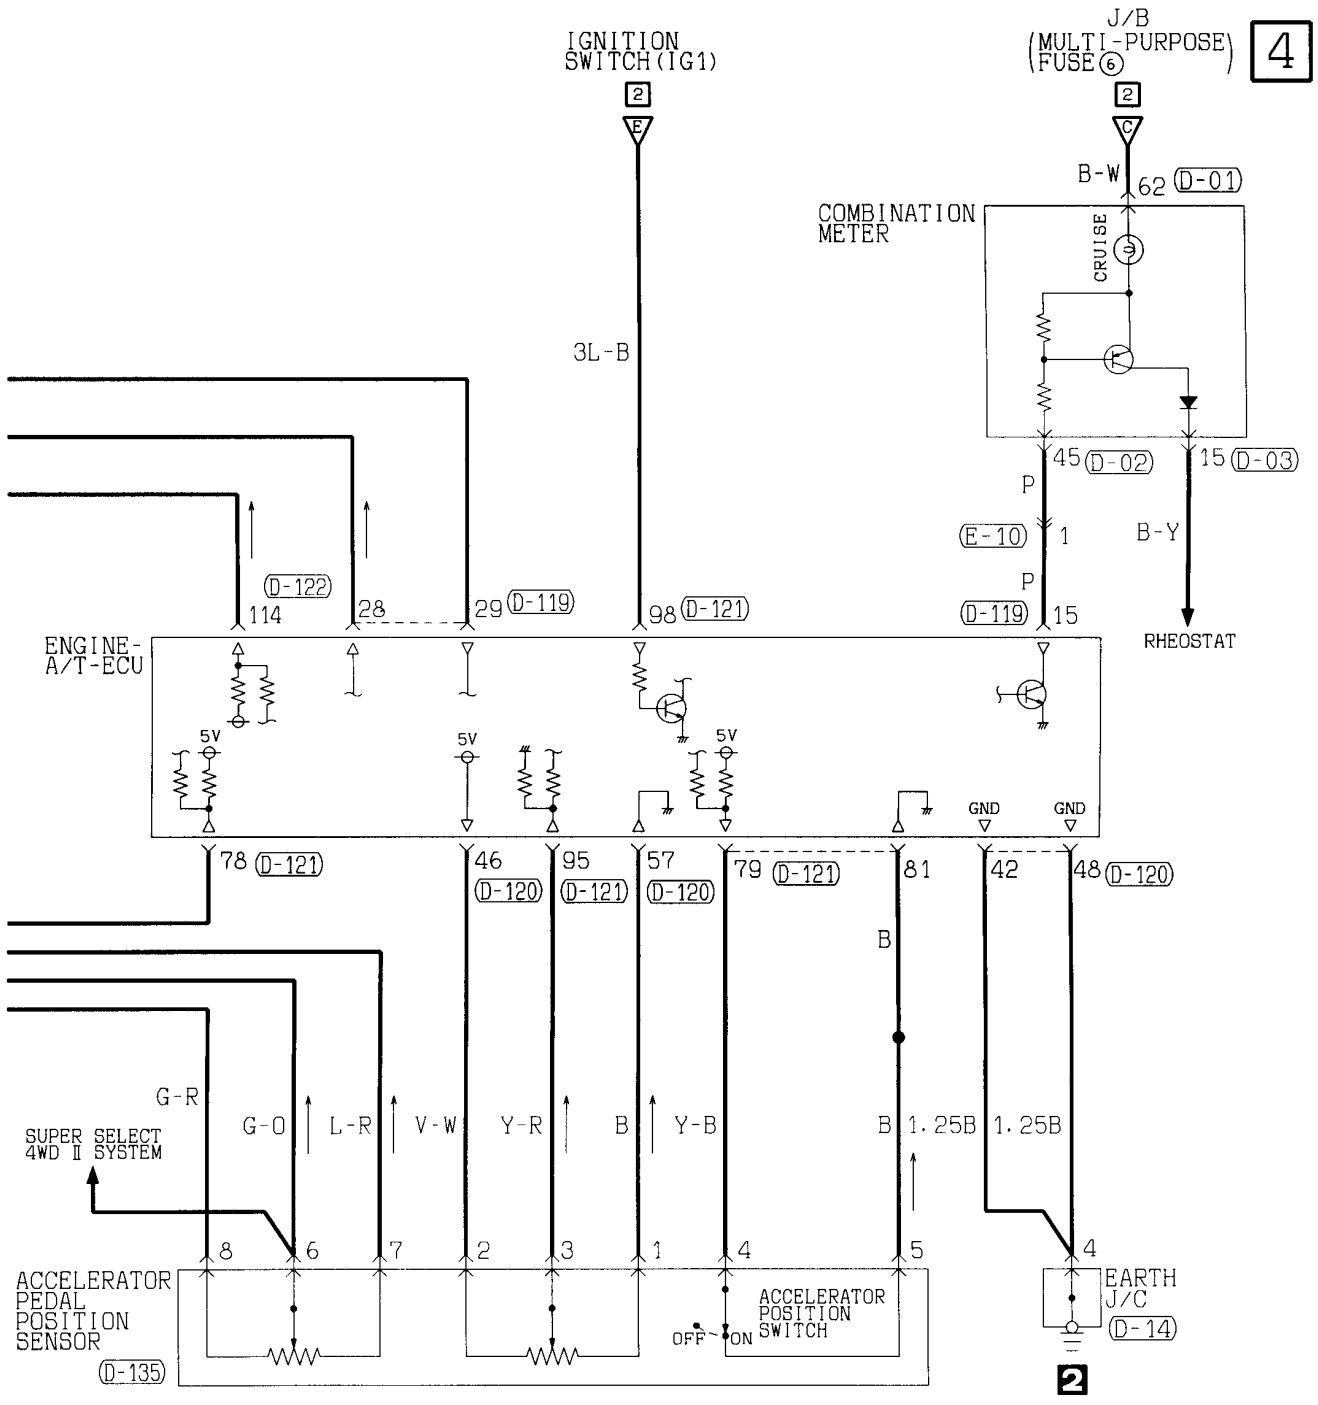 J/B
(MULTI-PURPOSE)
FUSE⑥
4
IGNITION
SWITCH(IG1)
2
2
E
C
B-W
62
D-01
COMBINATION
METER
CRUISE
3L-B
45
D-02
15
D-03
P
E-10
1
B-Y
P
D-122
114
28
29
D-119
98
D-121
D-119
15
RHEOSTAT
ENGINE-
A/T-ECU
5V
5V
5V
GND
GND
78
D-121
46
D-120
95
D-121
57
D-120
79
D-121
81
42
48
D-120
B
G-R
G-O
L-R
V-W
Y-R
B
Y-B
B
1.25B
1.25B
SUPER SELECT
4WD Ⅱ SYSTEM
8
6
7
2
3
1
4
5
4
ACCELERATOR
PEDAL
POSITION
SENSOR
D-135
ACCELERATOR
POSITION
SWITCH
OFF
ON
EARTH
J/C
D-14
2